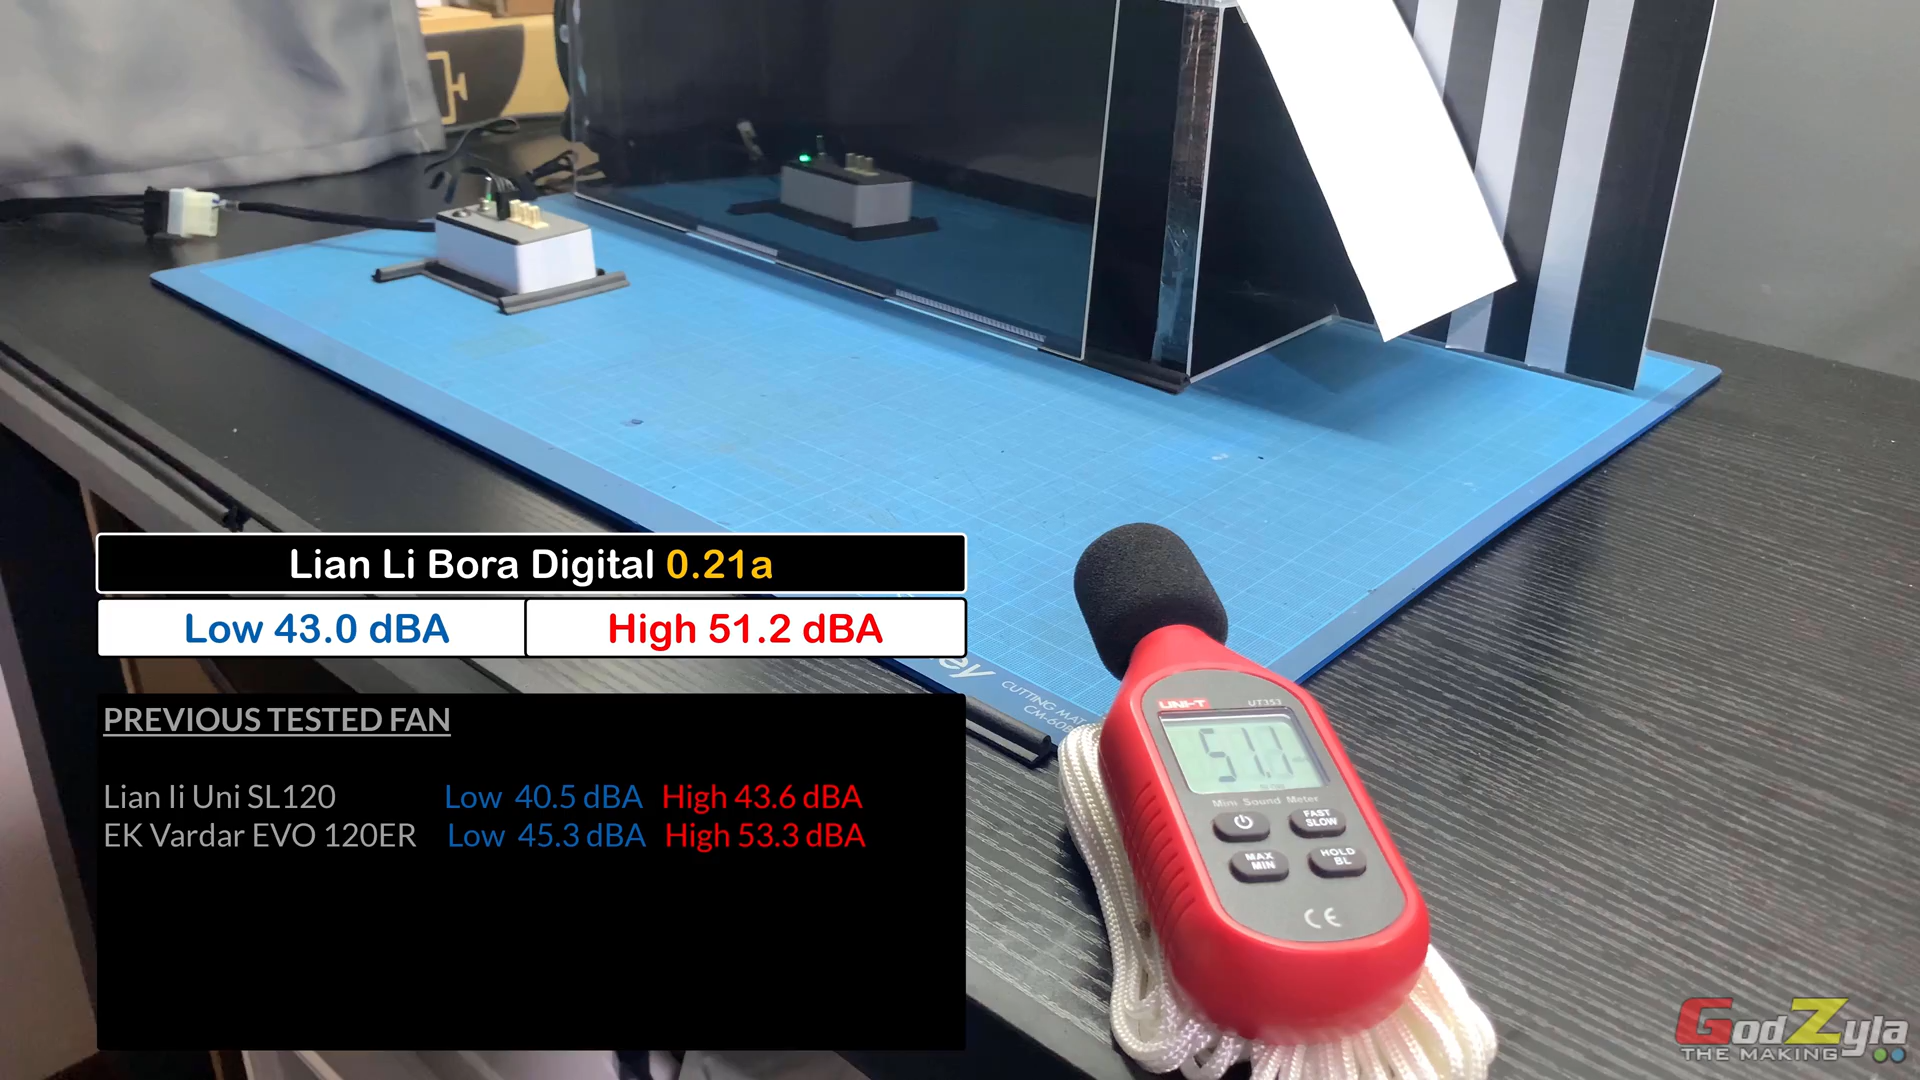 Lian Li Bora Digital 0.21a
Low 43.0 dBA High 51.2 dBA
PREVIOUS TESTED FAN
Lian li Uni SL120 Low 40.5 dBA High 43.6 dBA
EK Vardar EVO 120ER Low 45.3 dBA High 53.3 dBA
CUTTING MAT
UNI-T UT353
51.1
Mini Sound Meter
FAST
SLOW
MAX
MIN
HOLD
BL
CE
GodZyla
THE MAKING